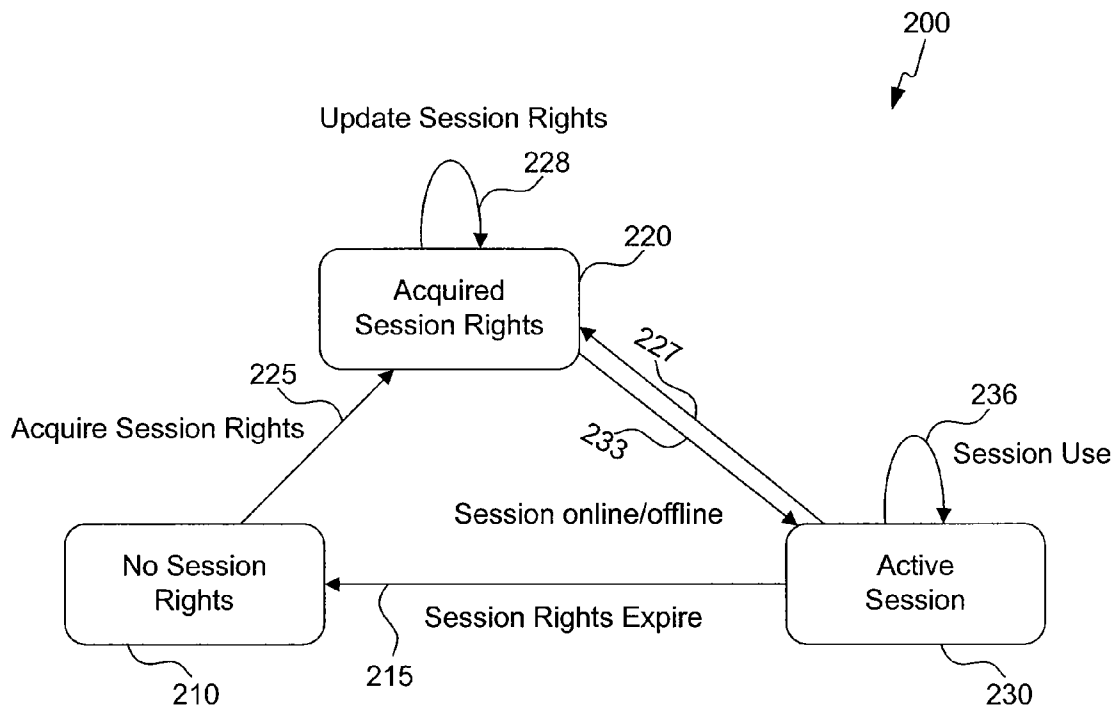 200
Update Session Rights
228
220
Acquired
Session Rights
227
225
233
236
Acquire Session Rights
Session Use
Session online/offline
No Session
Rights
Active
Session
Session Rights Expire
210
215
230